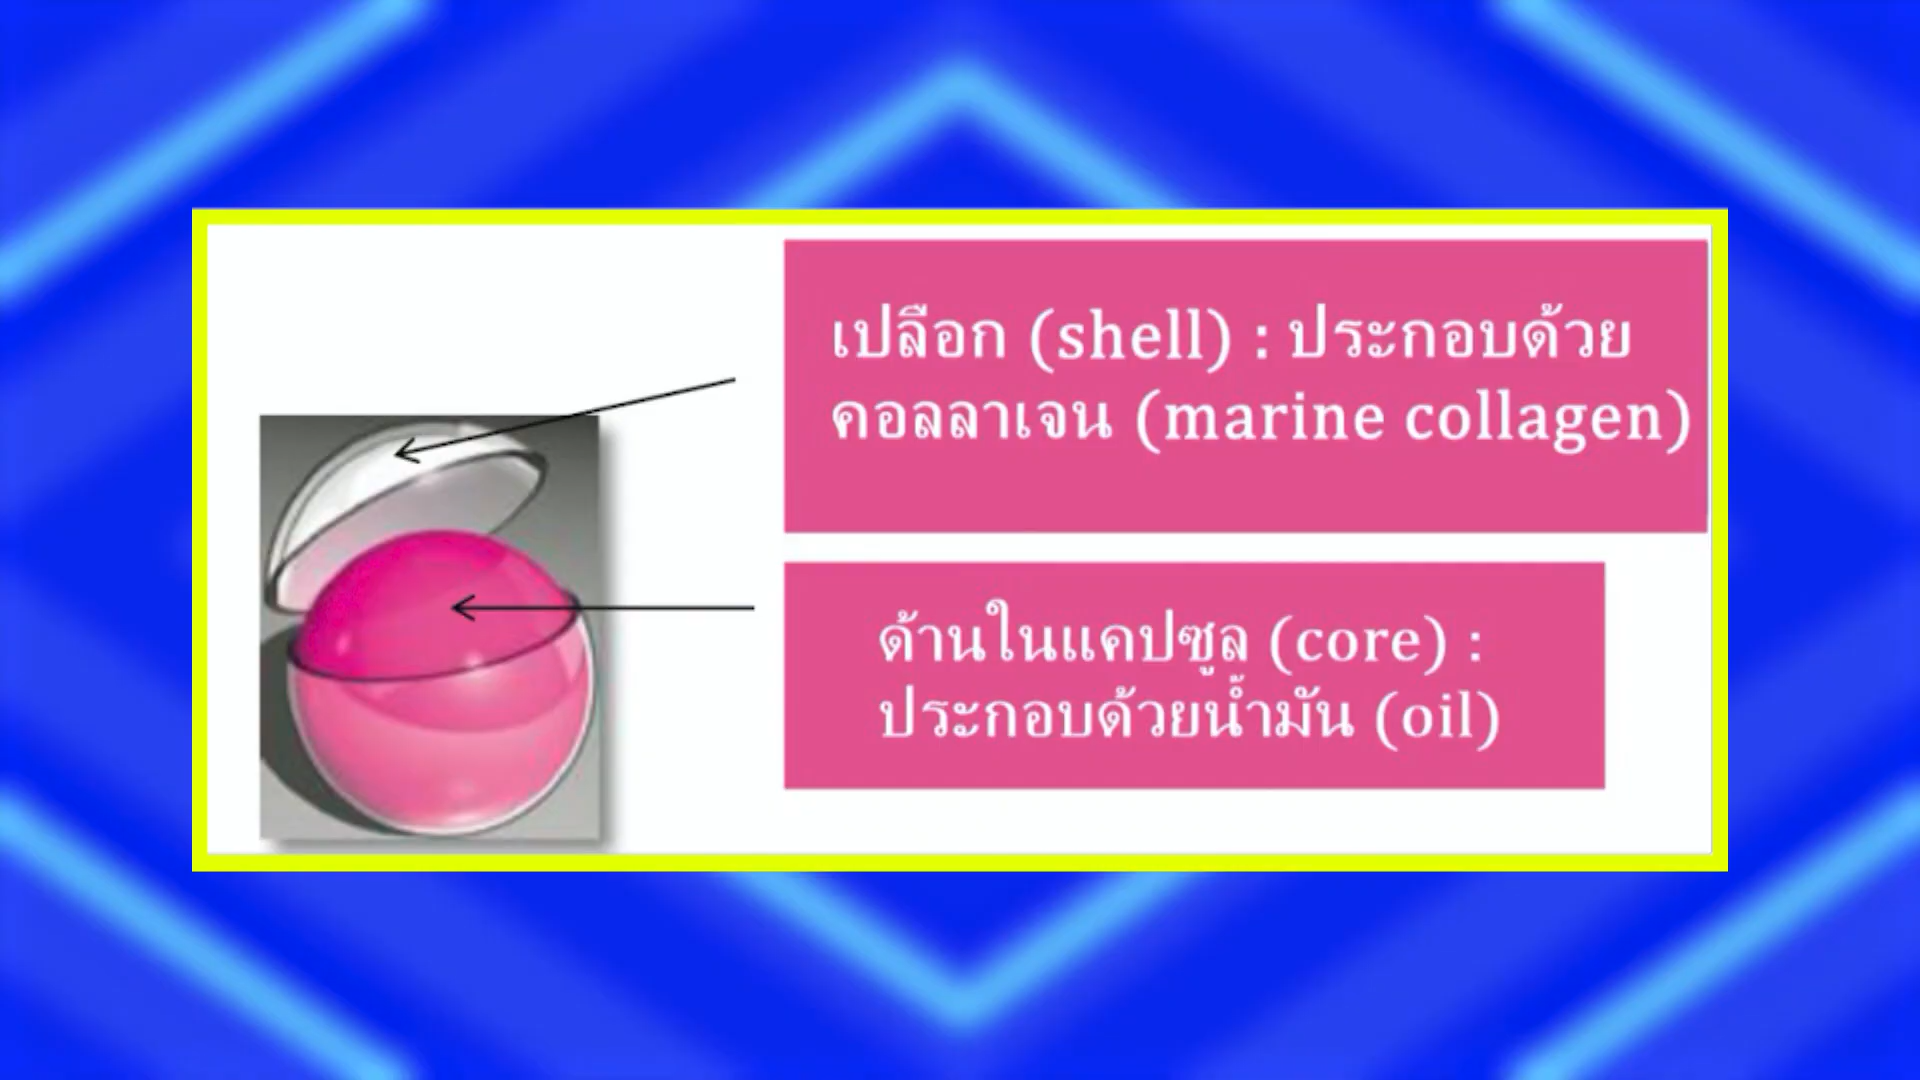 เปลือก (shell) : ประกอบด้วย
คอลลาเจน (marine collagen)
ด้านในแคปซูล (core) :
ประกอบด้วยน้ำมัน (oil)